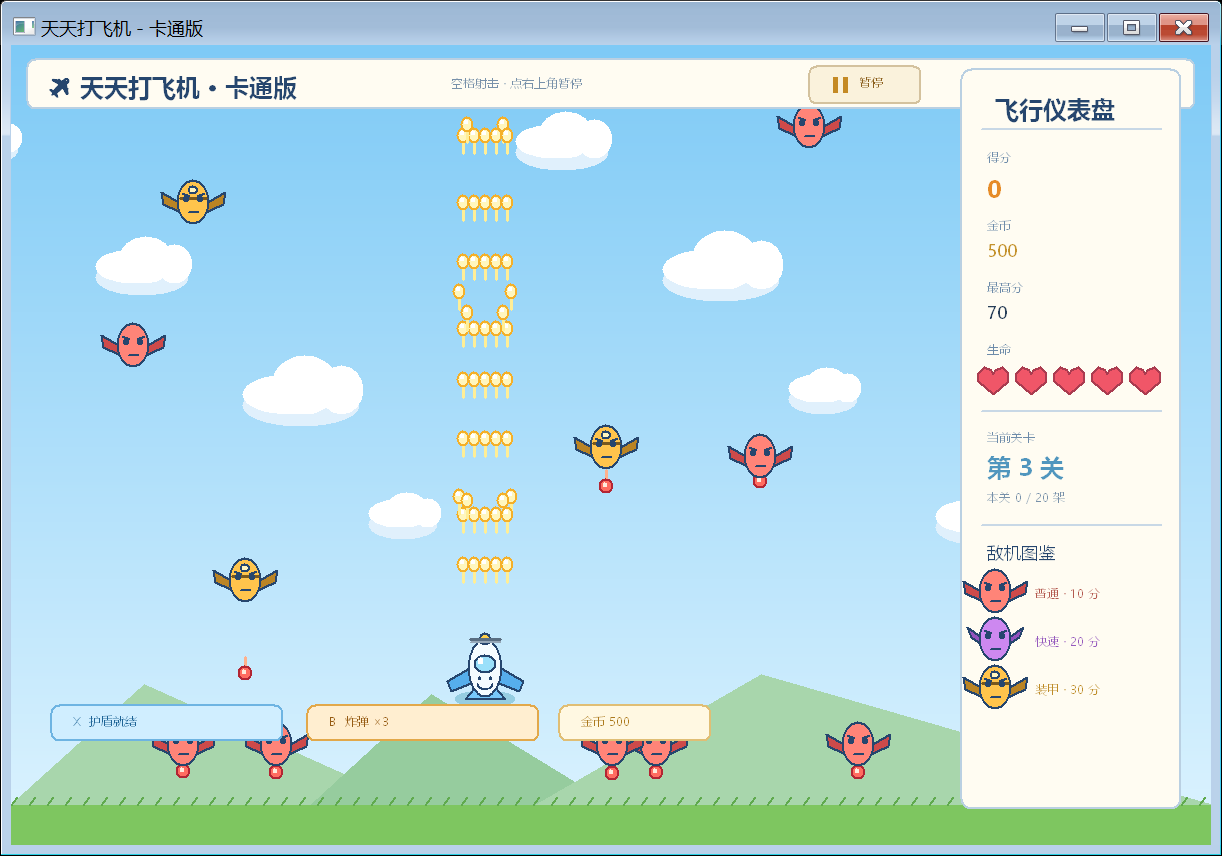 天天打飞机 - 卡通版
天天打飞机·卡通版
空格射击 · 点右上角暂停
暂停
飞行仪表盘
得分
0
金币
500
最高分
70
生命
当前关卡
第 3 关
本关 0 / 20 架
敌机图鉴
普通 · 10 分
快速 · 20 分
装甲 · 30 分
X 护盾就绪
B 炸弹 ×3
金币 500